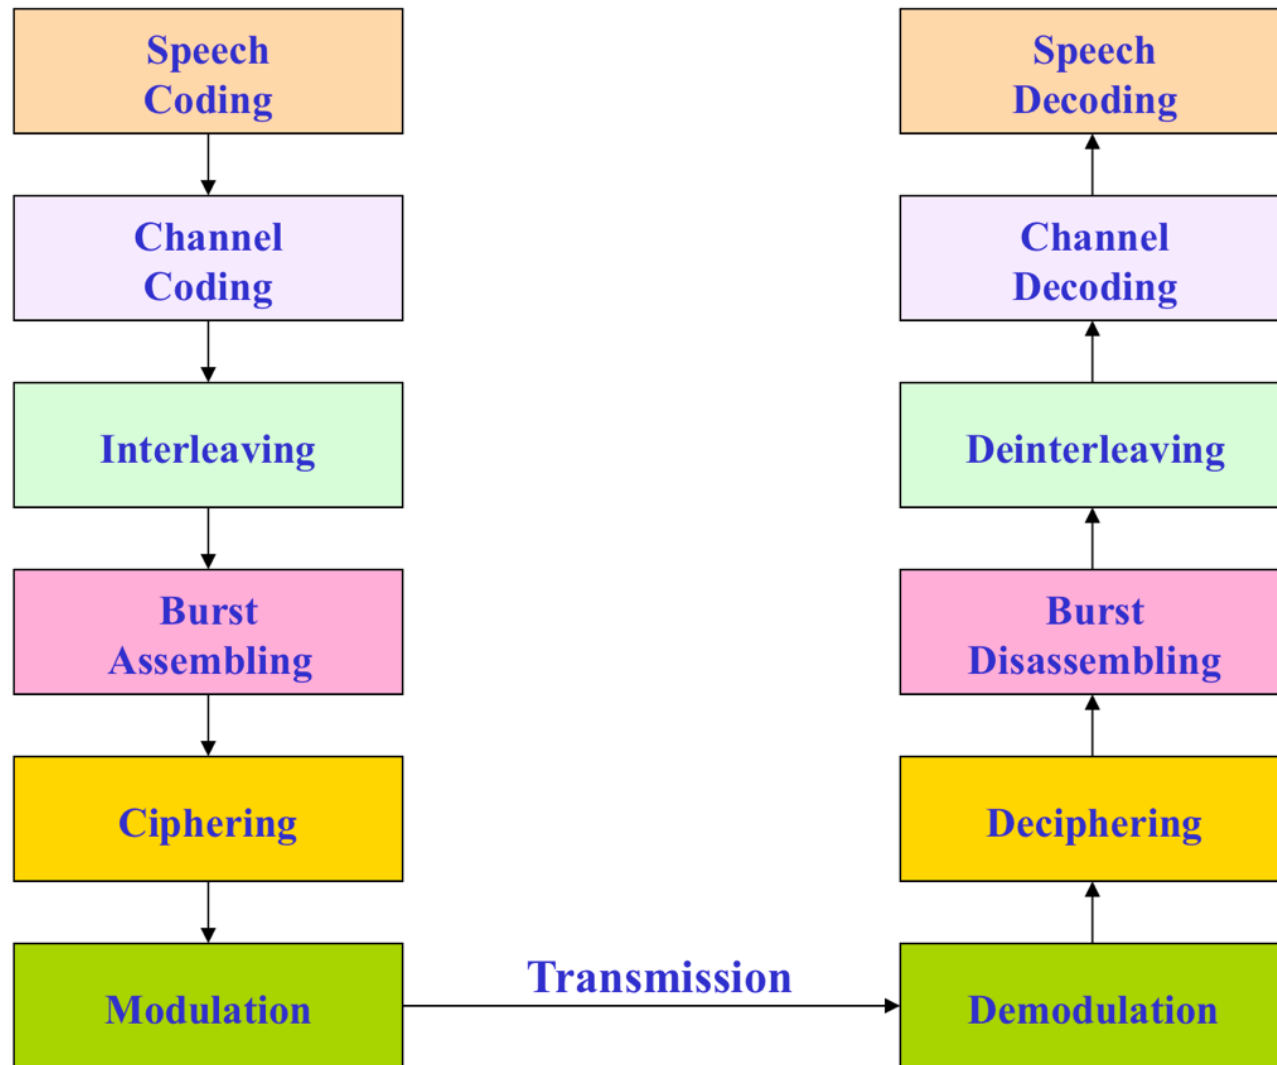 Speech
Coding
Channel
Coding
Interleaving
Burst
Assembling
Ciphering
Modulation
Transmission
Speech
Decoding
Channel
Decoding
Deinterleaving
Burst
Disassembling
Deciphering
Demodulation